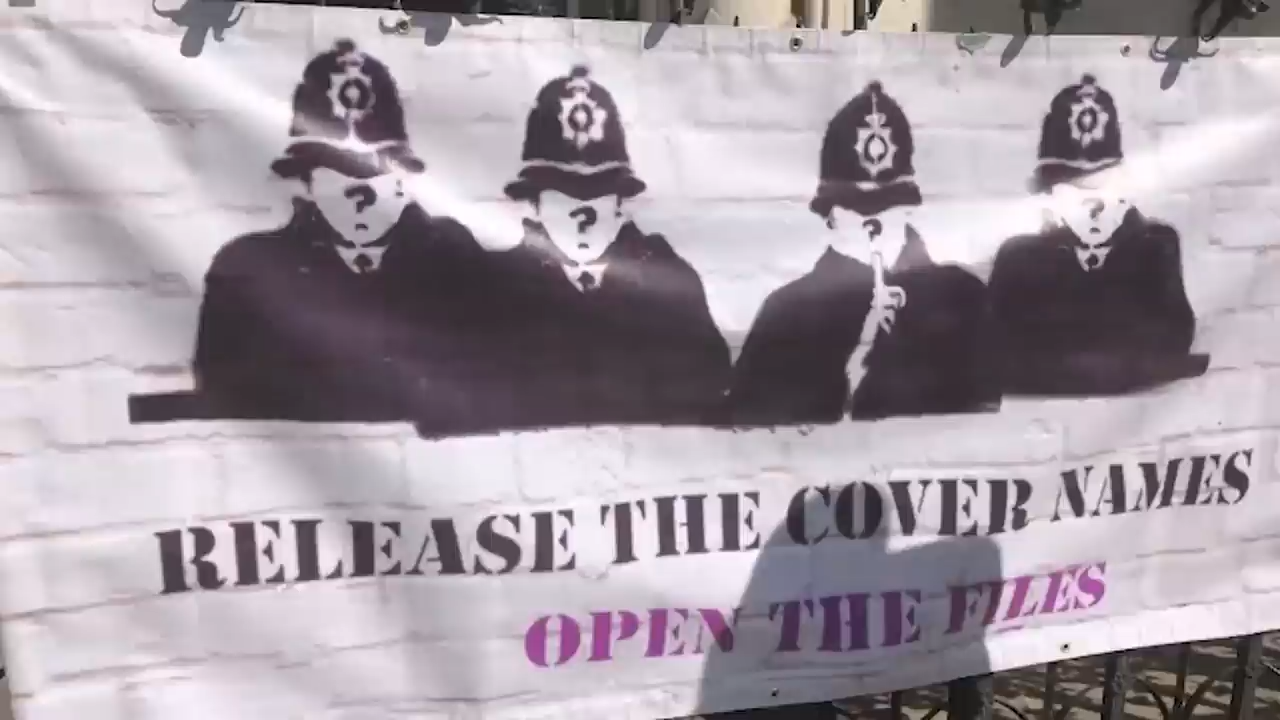 ? ? ? ?
RELEASE THE COVER NAMES
OPEN THE FILES